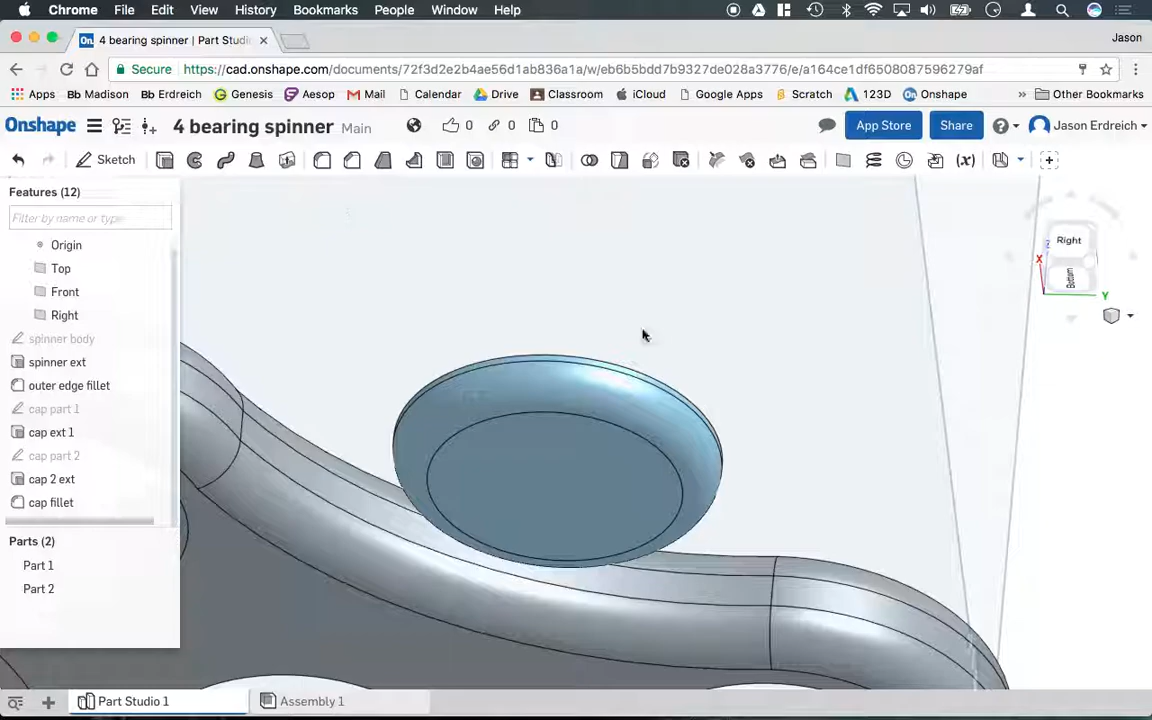 Chrome File Edit View History Bookmarks People Window Help
4 bearing spinner | Part Studi
Jason
Secure https://cad.onshape.com/documents/72f3d2e2b4ae56d1ab836a1a/w/eb6b5bdd7b9327de028a3776/e/a164ce1df6508087596279af
Apps Bb Madison Bb Erdreich Genesis Aesop Mail Calendar Drive Classroom iCloud Google Apps Scratch 123D Onshape » Other Bookmarks
Onshape 4 bearing spinner Main 0 0 0 App Store Share Jason Erdreich
Sketch (x)
Features (12)
Filter by name or type
Origin
Top
Front
Right
spinner body
spinner ext
outer edge fillet
cap part 1
cap ext 1
cap part 2
cap 2 ext
cap fillet
Parts (2)
Part 1
Part 2
Right
X
Bottom
Y
Part Studio 1 Assembly 1